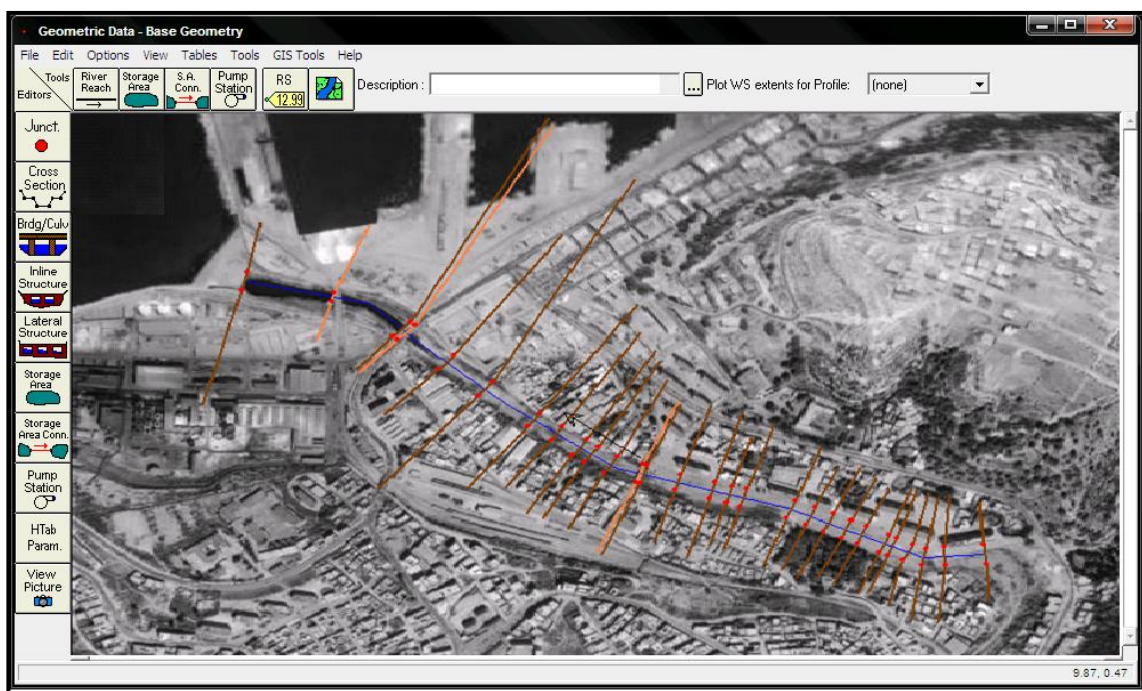 Geometric Data - Base Geometry
File Edit Options View Tables Tools GIS Tools Help
Tools
Editors
River
Reach
Storage
Area
S.A.
Conn.
Pump
Station
RS
12.99
Description :
...
Plot WS extents for Profile:
(none)
Junct.
Cross
Section
Brdg/Culv
Inline
Structure
Lateral
Structure
Storage
Area
Storage
Area Conn.
Pump
Station
HTab
Param.
View
Picture
9.87, 0.47